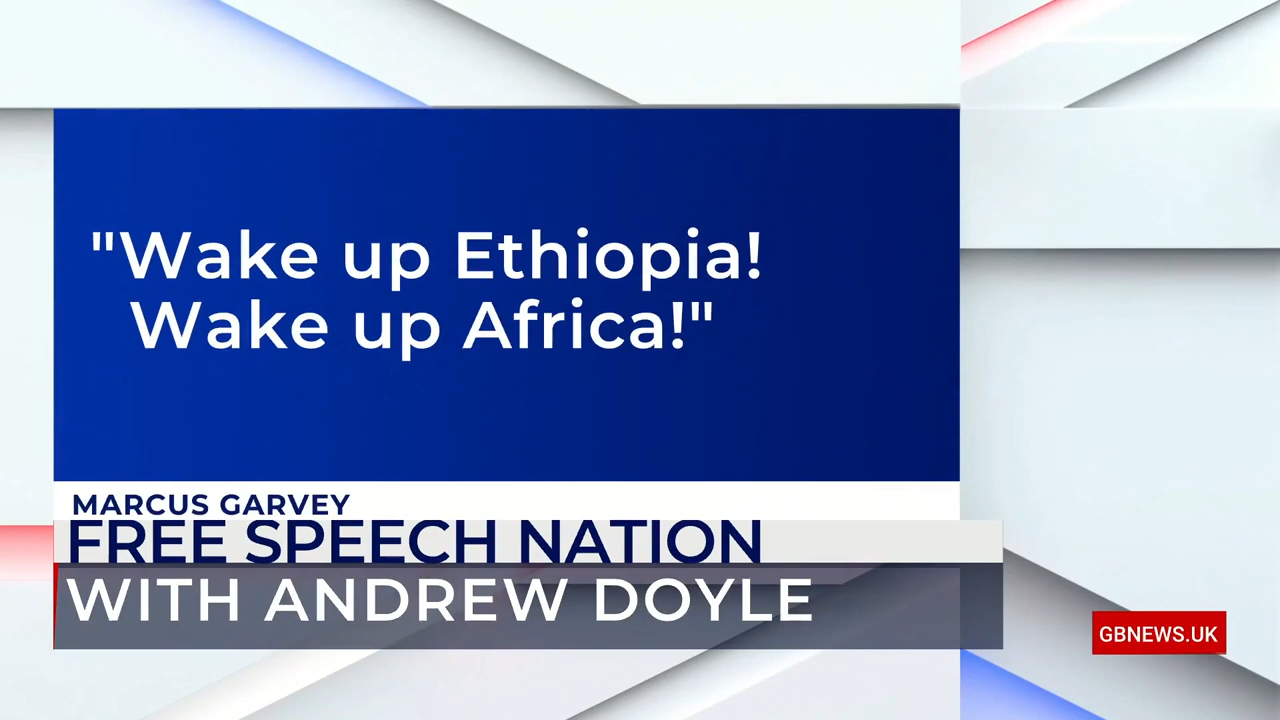 "Wake up Ethiopia!
Wake up Africa!"
MARCUS GARVEY
FREE SPEECH NATION
WITH ANDREW DOYLE
GBNEWS.UK